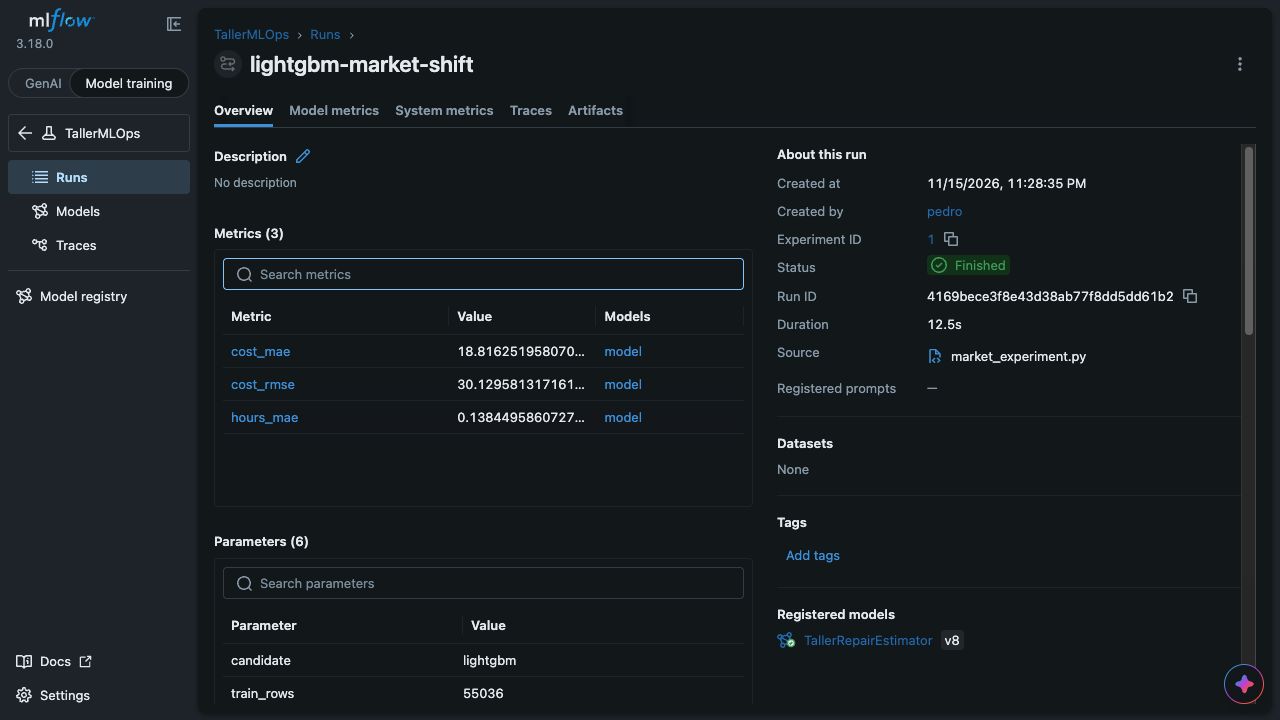 mlflow
3.18.0
GenAI
Model training
TallerMLOps
Runs
Models
Traces
Model registry
Docs
Settings
TallerMLOps › Runs ›
lightgbm-market-shift
Overview Model metrics System metrics Traces Artifacts
Description
No description
Metrics (3)
Search metrics
Metric Value Models
cost_mae 18.816251958070... model
cost_rmse 30.129581317161... model
hours_mae 0.1384495860727... model
Parameters (6)
Search parameters
Parameter Value
candidate lightgbm
train_rows 55036
About this run
Created at 11/15/2026, 11:28:35 PM
Created by pedro
Experiment ID 1
Status Finished
Run ID 4169bece3f8e43d38ab77f8dd5dd61b2
Duration 12.5s
Source market_experiment.py
Registered prompts —
Datasets
None
Tags
Add tags
Registered models
TallerRepairEstimator v8